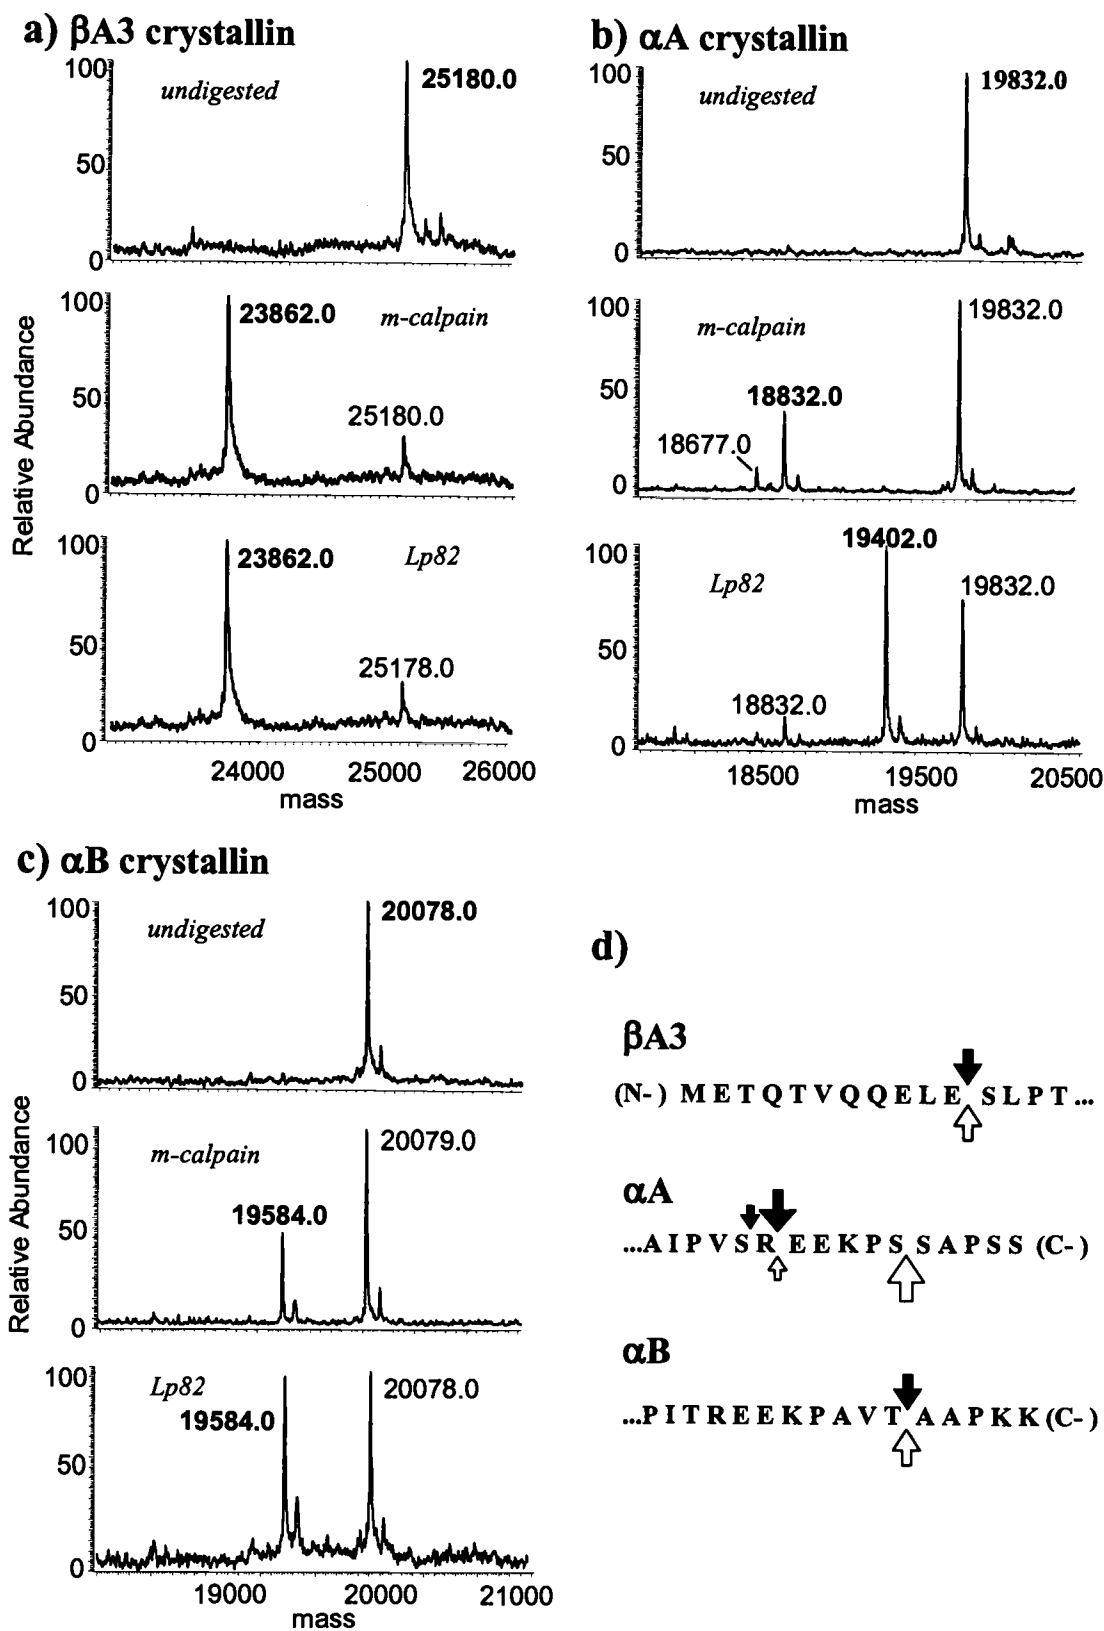 a) βA3 crystallin
undigested
25180.0
100
50
0
23862.0
m-calpain
25180.0
100
50
0
23862.0
Lp82
25178.0
100
50
0
24000 25000 26000
mass
Relative Abundance
b) αA crystallin
undigested
19832.0
100
50
0
m-calpain
19832.0
18832.0
18677.0
100
50
0
19402.0
Lp82
19832.0
18832.0
100
50
0
18500 19500 20500
mass
c) αB crystallin
undigested
20078.0
100
50
0
m-calpain
20079.0
19584.0
100
50
0
Lp82
19584.0
20078.0
100
50
0
19000 20000 21000
mass
Relative Abundance
d)
βA3
(N-) M E T Q T V Q Q E L E S L P T ...
αA
...A I P V S R E E K P S S A P S S (C-)
αB
...P I T R E E K P A V T A A P K K (C-)